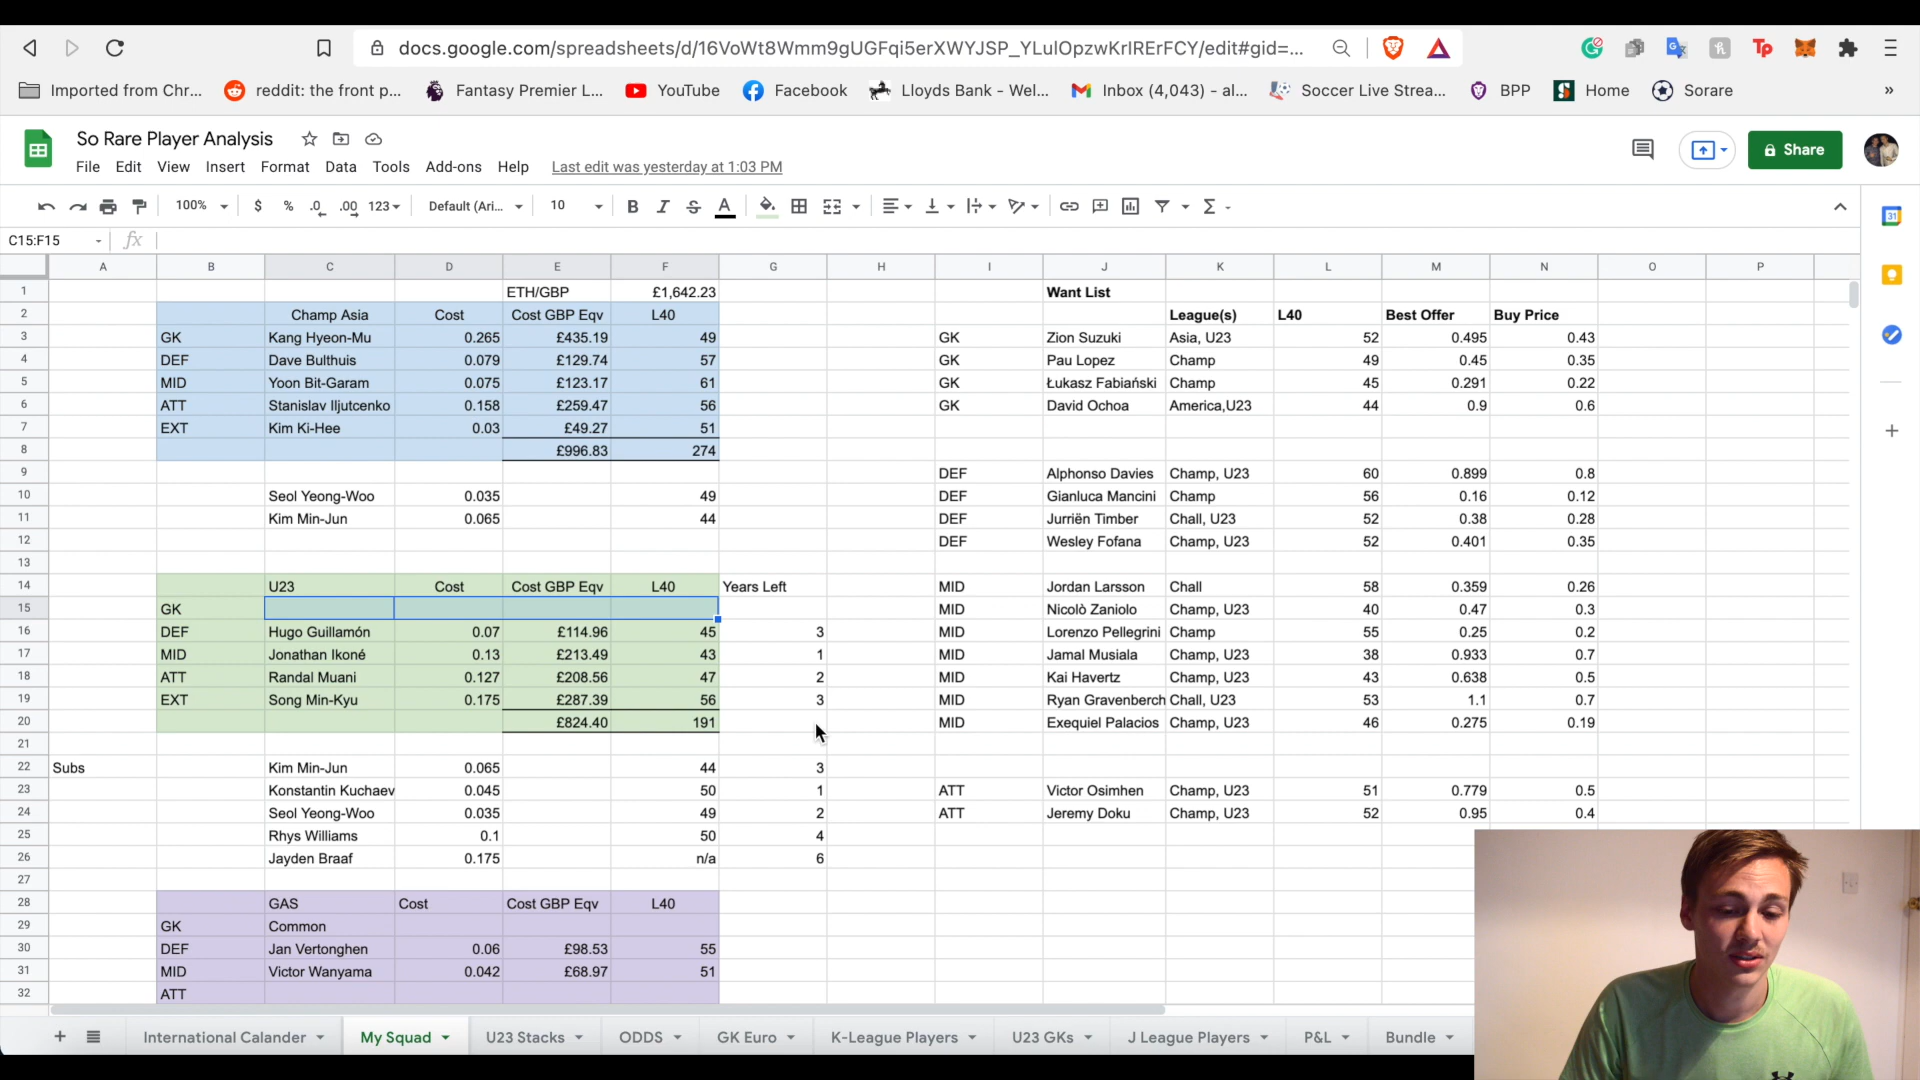 docs.google.com/spreadsheets/d/16VoWt8Wmm9gUGFqi5erXWYJSP_YLulOpzwKrIRErFCY/edit#gid=...
Imported from Chr... reddit: the front p... Fantasy Premier L... YouTube Facebook Lloyds Bank - Wel... Inbox (4,043) - al... Soccer Live Strea... BPP Home Sorare »
So Rare Player Analysis
File Edit View Insert Format Data Tools Add-ons Help Last edit was yesterday at 1:03 PM Share
100% $ % .0 .00 123 Default (Ari... 10 B I S A
C15:F15 fx
A B C D E F G H I J K L M N O P
1 ETH/GBP £1,642.23 Want List
2 Champ Asia Cost Cost GBP Eqv L40 League(s) L40 Best Offer Buy Price
3 GK Kang Hyeon-Mu 0.265 £435.19 49 GK Zion Suzuki Asia, U23 52 0.495 0.43
4 DEF Dave Bulthuis 0.079 £129.74 57 GK Pau Lopez Champ 49 0.45 0.35
5 MID Yoon Bit-Garam 0.075 £123.17 61 GK Łukasz Fabiański Champ 45 0.291 0.22
6 ATT Stanislav Iljutcenko 0.158 £259.47 56 GK David Ochoa America,U23 44 0.9 0.6
7 EXT Kim Ki-Hee 0.03 £49.27 51
8 £996.83 274
9 DEF Alphonso Davies Champ, U23 60 0.899 0.8
10 Seol Yeong-Woo 0.035 49 DEF Gianluca Mancini Champ 56 0.16 0.12
11 Kim Min-Jun 0.065 44 DEF Jurriën Timber Chall, U23 52 0.38 0.28
12 DEF Wesley Fofana Champ, U23 52 0.401 0.35
13
14 U23 Cost Cost GBP Eqv L40 Years Left MID Jordan Larsson Chall 58 0.359 0.26
15 GK MID Nicolò Zaniolo Champ, U23 40 0.47 0.3
16 DEF Hugo Guillamón 0.07 £114.96 45 3 MID Lorenzo Pellegrini Champ 55 0.25 0.2
17 MID Jonathan Ikoné 0.13 £213.49 43 1 MID Jamal Musiala Champ, U23 38 0.933 0.7
18 ATT Randal Muani 0.127 £208.56 47 2 MID Kai Havertz Champ, U23 43 0.638 0.5
19 EXT Song Min-Kyu 0.175 £287.39 56 3 MID Ryan Gravenberch Chall, U23 53 1.1 0.7
20 £824.40 191 MID Exequiel Palacios Champ, U23 46 0.275 0.19
21
22 Subs Kim Min-Jun 0.065 44 3
23 Konstantin Kuchaev 0.045 50 1 ATT Victor Osimhen Champ, U23 51 0.779 0.5
24 Seol Yeong-Woo 0.035 49 2 ATT Jeremy Doku Champ, U23 52 0.95 0.4
25 Rhys Williams 0.1 50 4
26 Jayden Braaf 0.175 n/a 6
27
28 GAS Cost Cost GBP Eqv L40
29 GK Common
30 DEF Jan Vertonghen 0.06 £98.53 55
31 MID Victor Wanyama 0.042 £68.97 51
32 ATT
International Calander My Squad U23 Stacks ODDS GK Euro K-League Players U23 GKs J League Players P&L Bundle